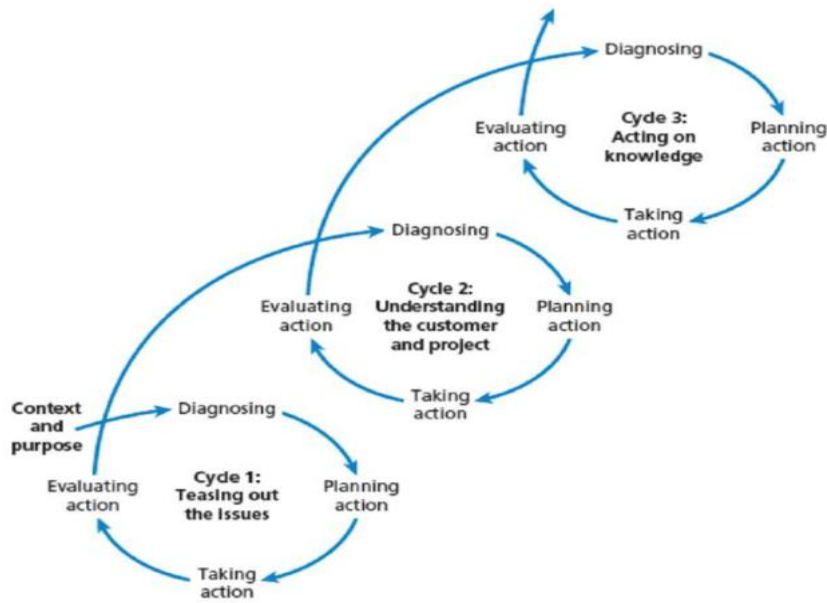 Diagnosing
Evaluating
action
Cycle 3:
Acting on
knowledge
Planning
action
Taking
action
Diagnosing
Evaluating
action
Cycle 2:
Understanding
the customer
and project
Planning
action
Taking
action
Context
and
purpose
Diagnosing
Evaluating
action
Cycle 1:
Teasing out
the issues
Planning
action
Taking
action